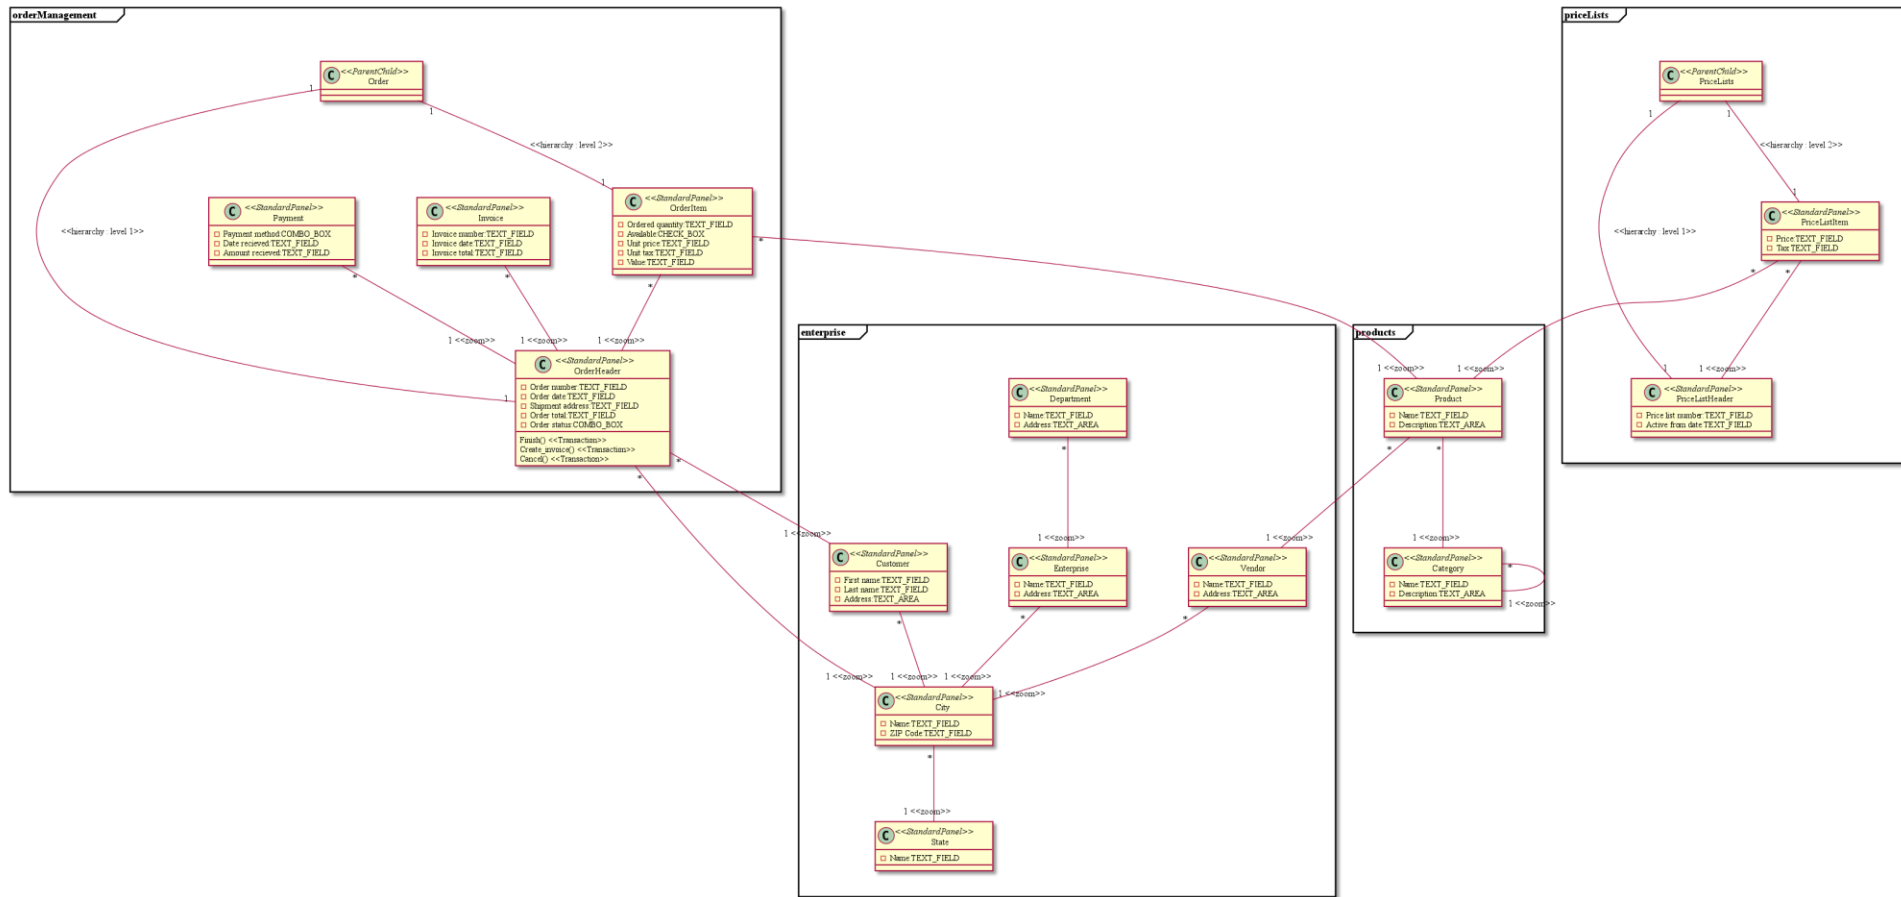 orderManagement
<<ParentChild>>
Order
1
1
<<hierarchy : level 2>>
1
<<hierarchy : level 1>>
<<StandardPanel>>
Payment
Payment method:COMBO_BOX
Date recieved:TEXT_FIELD
Amount recieved:TEXT_FIELD
*
<<StandardPanel>>
Invoice
Invoice number:TEXT_FIELD
Invoice date:TEXT_FIELD
Invoice total:TEXT_FIELD
*
<<StandardPanel>>
OrderItem
Ordered quantity:TEXT_FIELD
Available:CHECK_BOX
Unit price:TEXT_FIELD
Unit tax:TEXT_FIELD
Value:TEXT_FIELD
*
*
1 <<zoom>>
1 <<zoom>>
1 <<zoom>>
1
<<StandardPanel>>
OrderHeader
Order number:TEXT_FIELD
Order date:TEXT_FIELD
Shipment address:TEXT_FIELD
Order total:TEXT_FIELD
Order status:COMBO_BOX
Finish() <<Transaction>>
Create_invoice() <<Transaction>>
Cancel() <<Transaction>>
*
*
enterprise
<<StandardPanel>>
Department
Name:TEXT_FIELD
Address:TEXT_AREA
*
1 <<zoom>>
1 <<zoom>>
1 <<zoom>>
<<StandardPanel>>
Customer
First name:TEXT_FIELD
Last name:TEXT_FIELD
Address:TEXT_AREA
*
<<StandardPanel>>
Enterprise
Name:TEXT_FIELD
Address:TEXT_AREA
*
<<StandardPanel>>
Vendor
Name:TEXT_FIELD
Address:TEXT_AREA
*
1 <<zoom>>
1 <<zoom>>
1 <<zoom>>
1 <<zoom>>
<<StandardPanel>>
City
Name:TEXT_FIELD
ZIP Code:TEXT_FIELD
*
1 <<zoom>>
<<StandardPanel>>
State
Name:TEXT_FIELD
products
1 <<zoom>>
1 <<zoom>>
<<StandardPanel>>
Product
Name:TEXT_FIELD
Description:TEXT_AREA
*
*
1 <<zoom>>
<<StandardPanel>>
Category
Name:TEXT_FIELD
Description:TEXT_AREA
*
1 <<zoom>>
priceLists
<<ParentChild>>
PriceLists
1
1
<<hierarchy : level 2>>
1
<<hierarchy : level 1>>
<<StandardPanel>>
PriceListItem
Price:TEXT_FIELD
Tax:TEXT_FIELD
*
*
1
1 <<zoom>>
<<StandardPanel>>
PriceListHeader
Price list number:TEXT_FIELD
Active from date:TEXT_FIELD